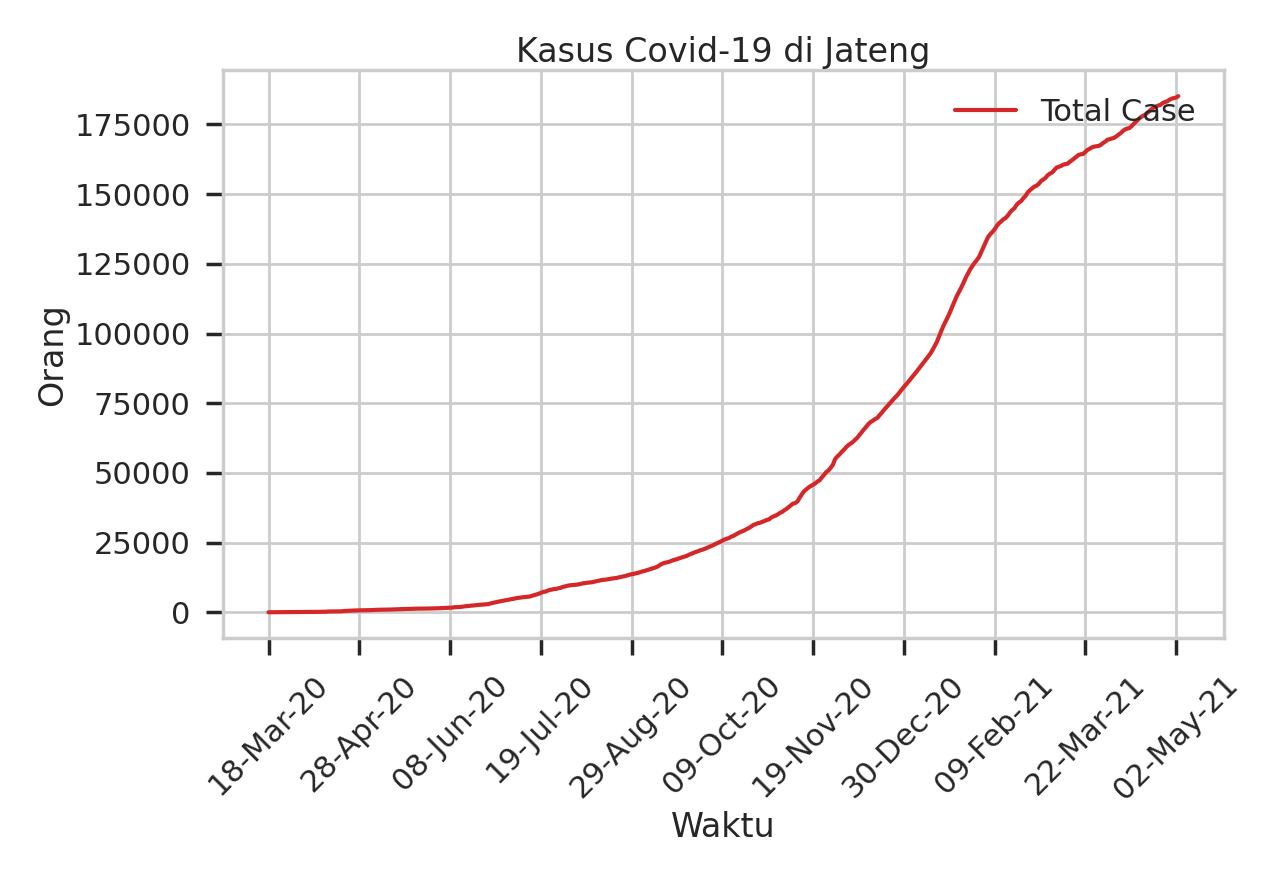 Kasus Covid-19 di Jateng
Total Case
Orang
175000
150000
125000
100000
75000
50000
25000
0
18-Mar-20
28-Apr-20
08-Jun-20
19-Jul-20
29-Aug-20
09-Oct-20
19-Nov-20
30-Dec-20
09-Feb-21
22-Mar-21
02-May-21
Waktu